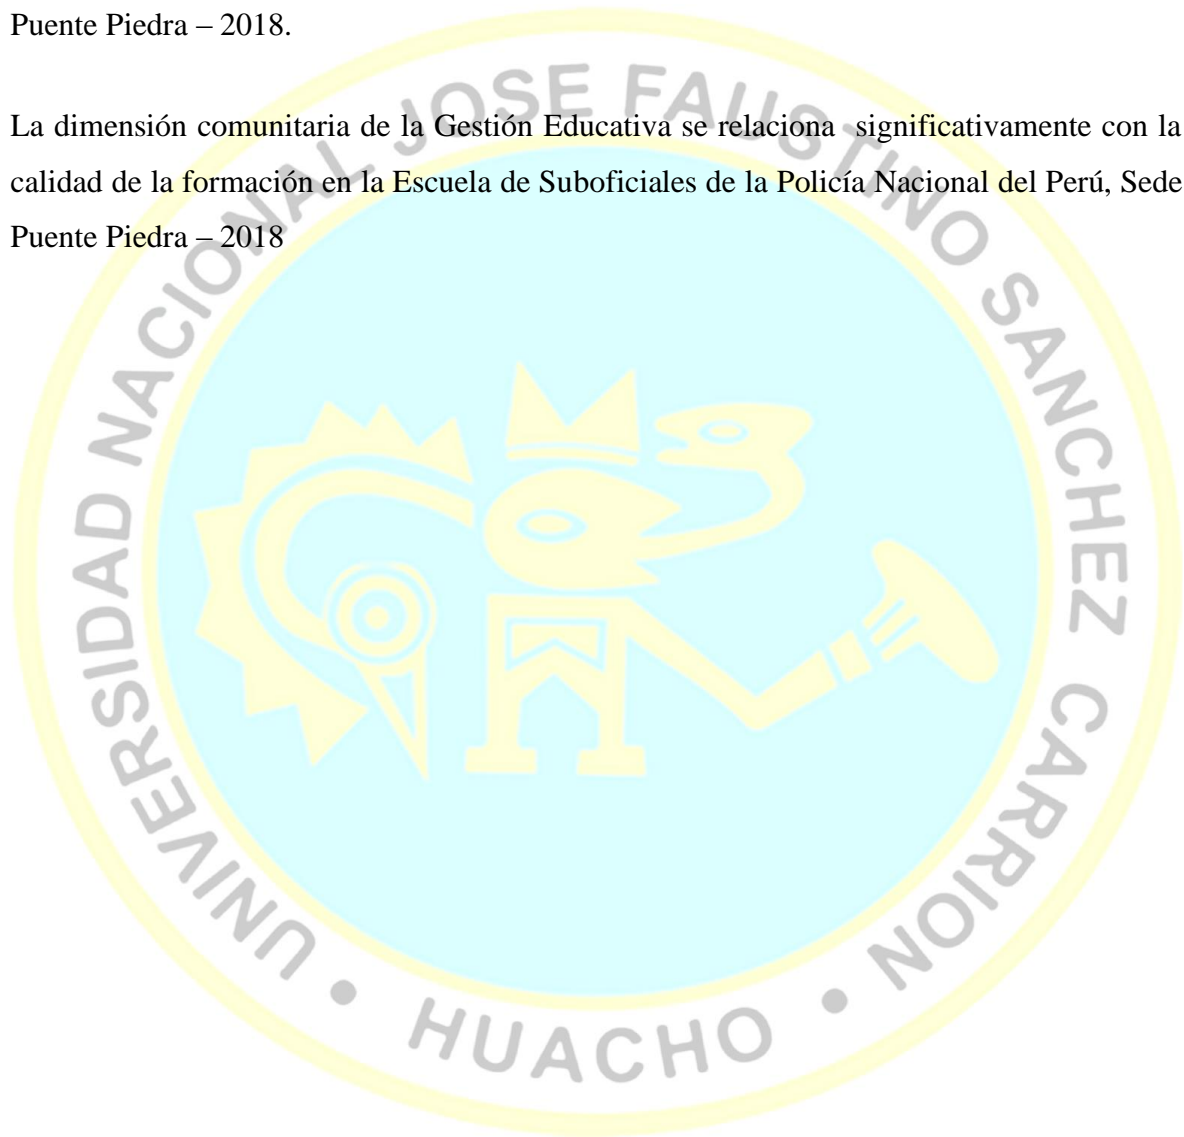 Puente Piedra – 2018.
La dimensión comunitaria de la Gestión Educativa se relaciona significativamente con la
calidad de la formación en la Escuela de Suboficiales de la Policía Nacional del Perú, Sede
Puente Piedra – 2018
UNIVERSIDAD NACIONAL JOSE FAUSTINO SANCHEZ CARRION • HUACHO •